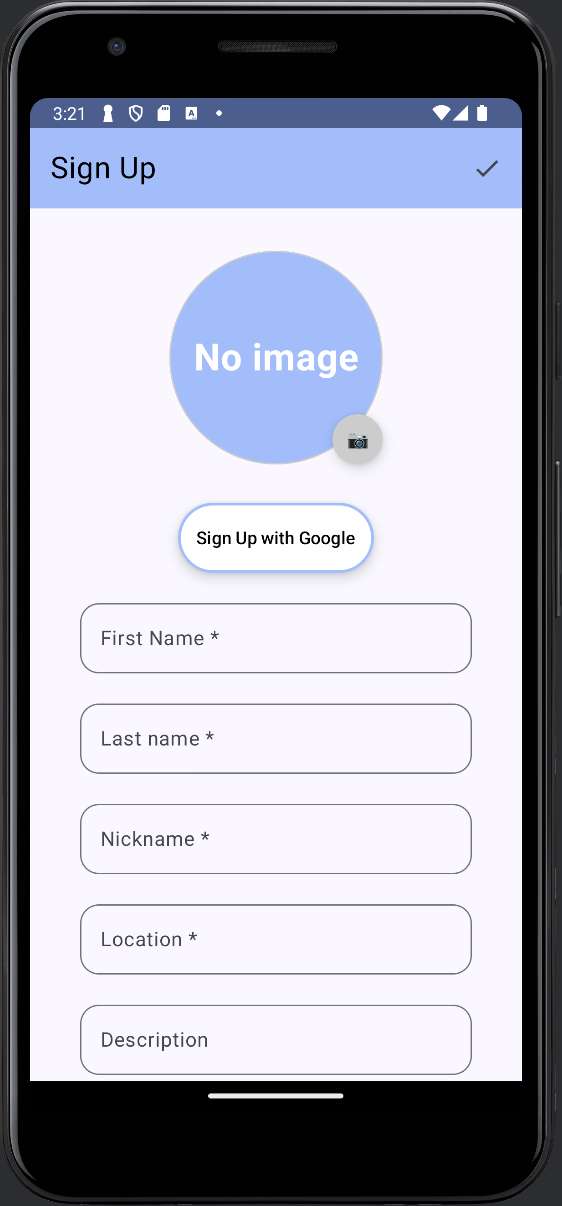 3:21
Sign Up
No image
Sign Up with Google
First Name *
Last name *
Nickname *
Location *
Description